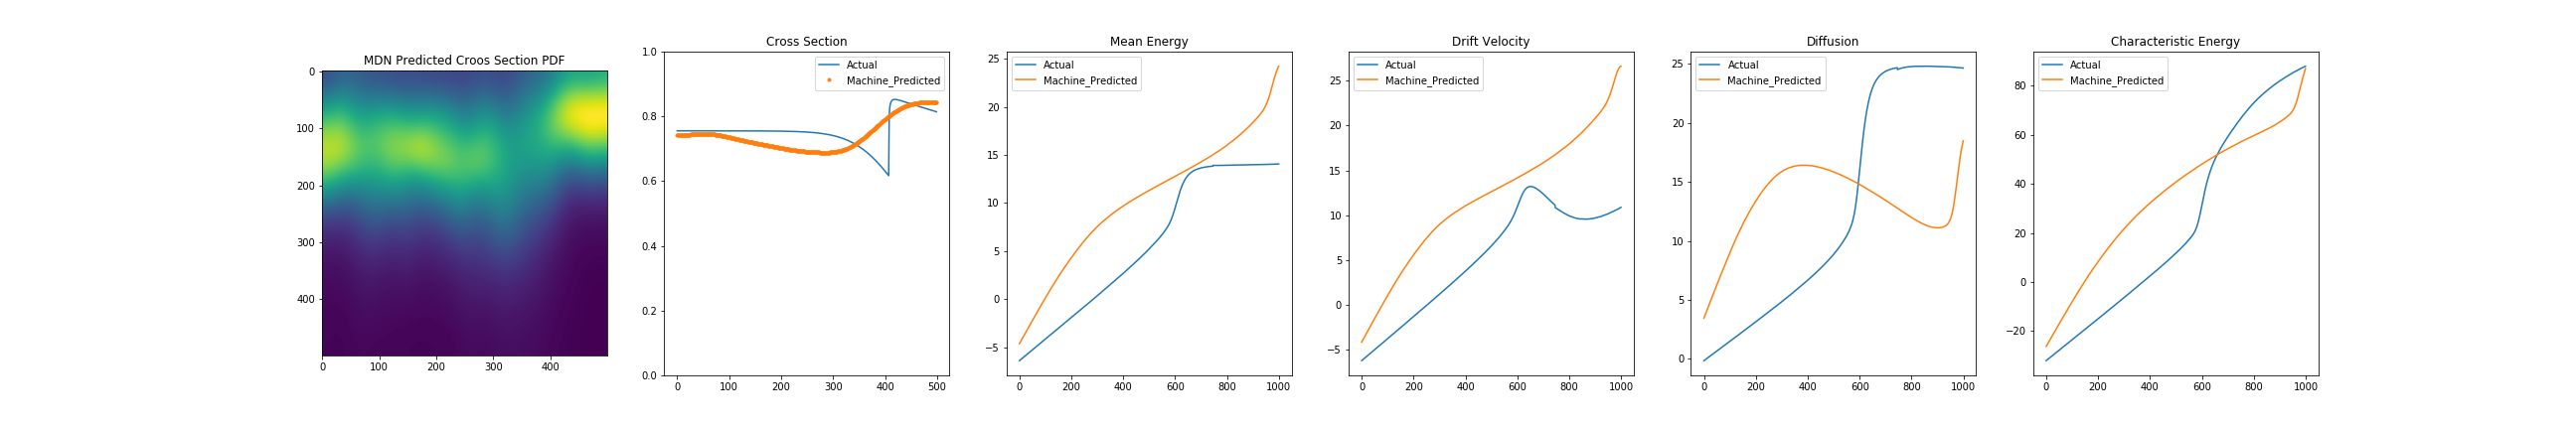 MDN Predicted Croos Section PDF
0
100
200
300
400
0 100 200 300 400
Cross Section
Actual
Machine_Predicted
1.0
0.8
0.6
0.4
0.2
0.0
0 100 200 300 400 500
Mean Energy
Actual
Machine_Predicted
25
20
15
10
5
0
−5
0 200 400 600 800 1000
Drift Velocity
Actual
Machine_Predicted
25
20
15
10
5
0
−5
0 200 400 600 800 1000
Diffusion
Actual
Machine_Predicted
25
20
15
10
5
0
0 200 400 600 800 1000
Characteristic Energy
Actual
Machine_Predicted
80
60
40
20
0
−20
0 200 400 600 800 1000